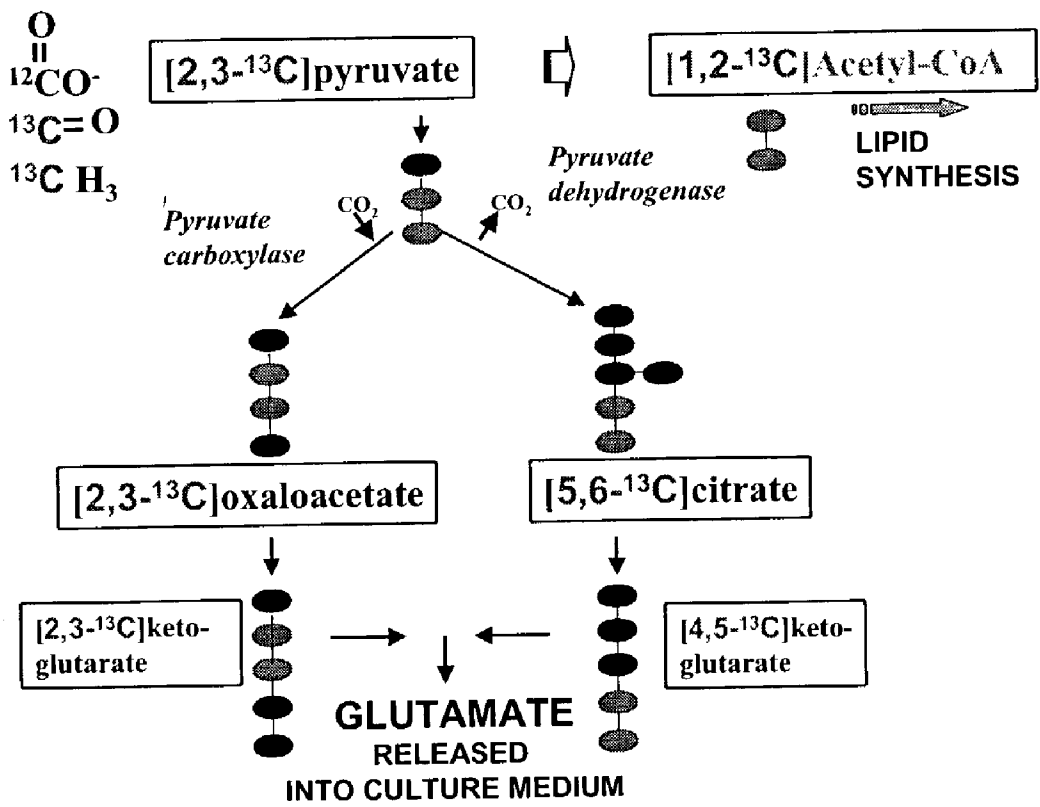 O
||
¹²CO⁻
¹³C=O
¹³C H₃
[2,3-¹³C]pyruvate
[1,2-¹³C]Acetyl-CoA
LIPID
SYNTHESIS
Pyruvate
dehydrogenase
CO₂
CO₂
Pyruvate
carboxylase
[2,3-¹³C]oxaloacetate
[5,6-¹³C]citrate
[2,3-¹³C]keto-
glutarate
[4,5-¹³C]keto-
glutarate
GLUTAMATE
RELEASED
INTO CULTURE MEDIUM